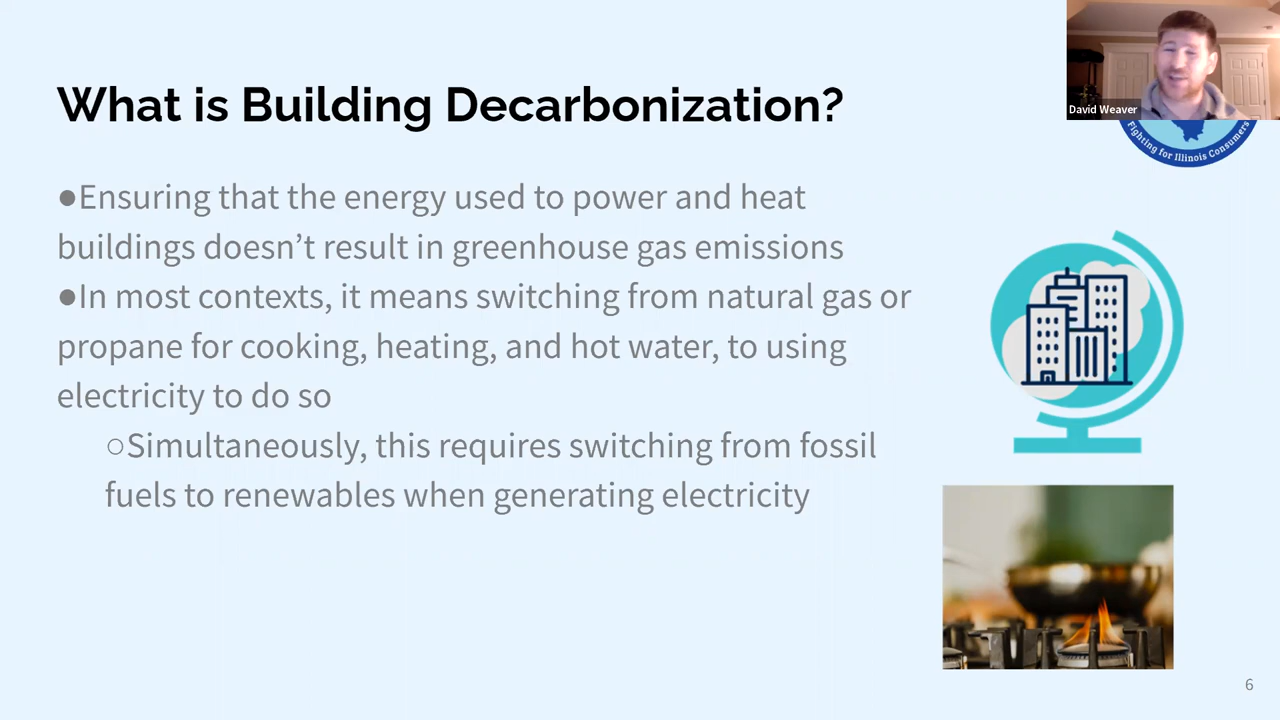 What is Building Decarbonization?
David Weaver
Fighting for Illinois Consumers
●Ensuring that the energy used to power and heat
buildings doesn’t result in greenhouse gas emissions
●In most contexts, it means switching from natural gas or
propane for cooking, heating, and hot water, to using
electricity to do so
○Simultaneously, this requires switching from fossil
fuels to renewables when generating electricity
6